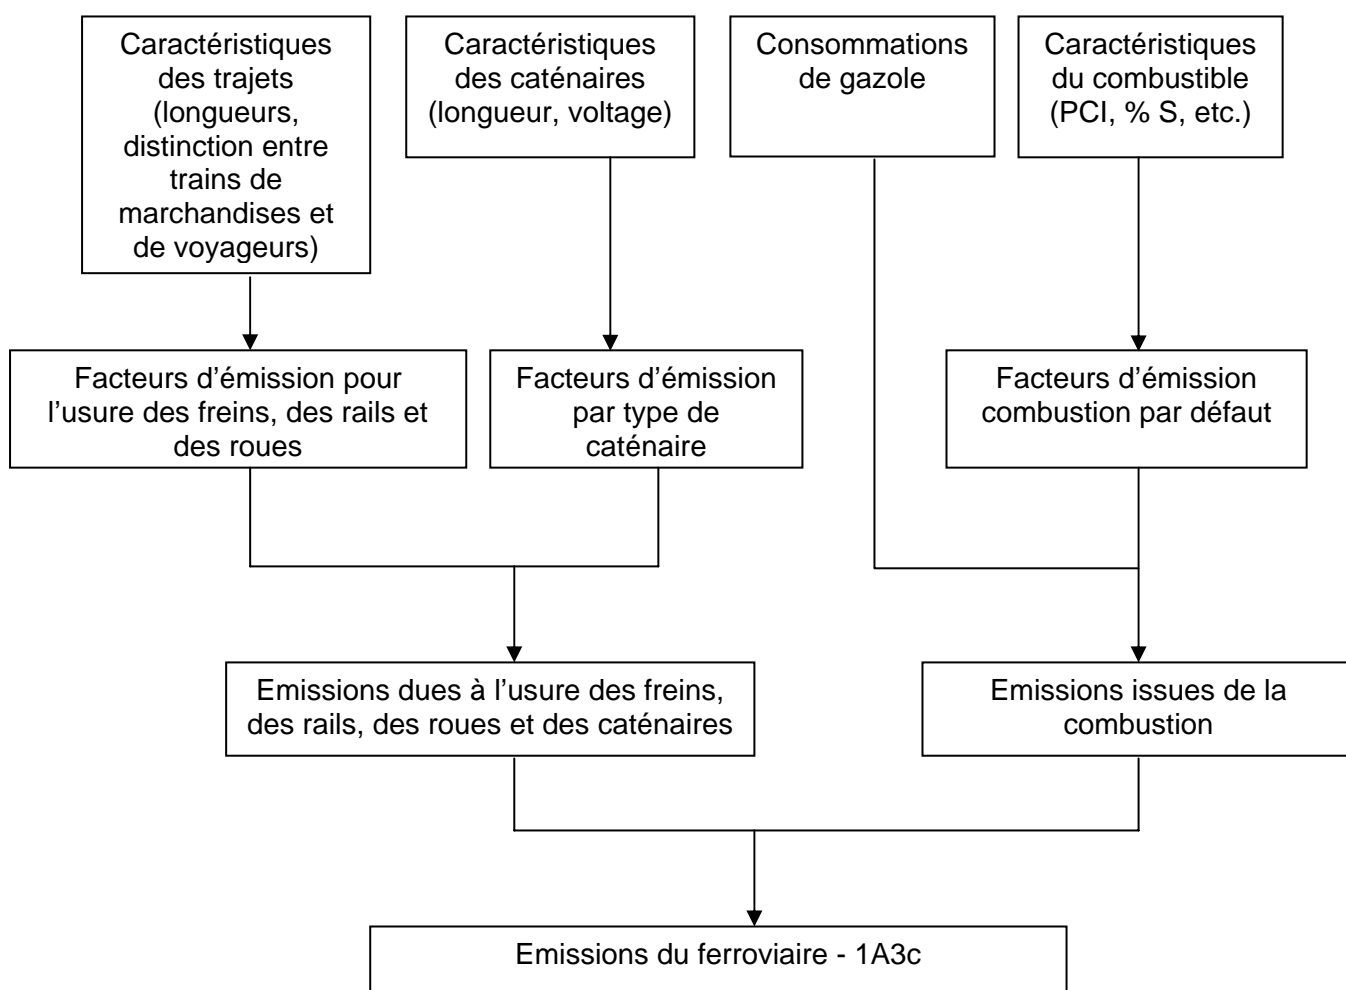 Caractéristiques
des trajets
(longueurs,
distinction entre
trains de
marchandises et
de voyageurs)
Caractéristiques
des caténaires
(longueur, voltage)
Consommations
de gazole
Caractéristiques
du combustible
(PCI, % S, etc.)
Facteurs d’émission pour
l’usure des freins, des rails et
des roues
Facteurs d’émission
par type de
caténaire
Facteurs d’émission
combustion par défaut
Emissions dues à l’usure des freins,
des rails, des roues et des caténaires
Emissions issues de la
combustion
Emissions du ferroviaire - 1A3c